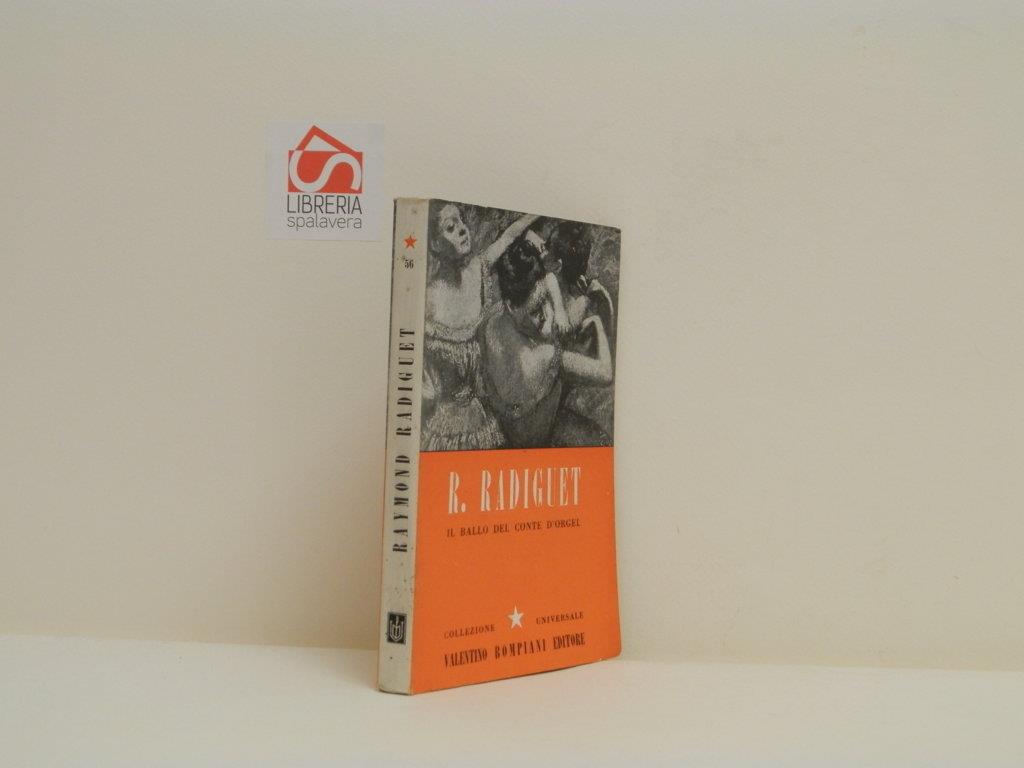 LIBRERIA
spalavera
56
RAYMOND RADIGUET
R. RADIGUET
IL BALLO DEL CONTE D'ORGEL
COLLEZIONE UNIVERSALE
VALENTINO BOMPIANI EDITORE